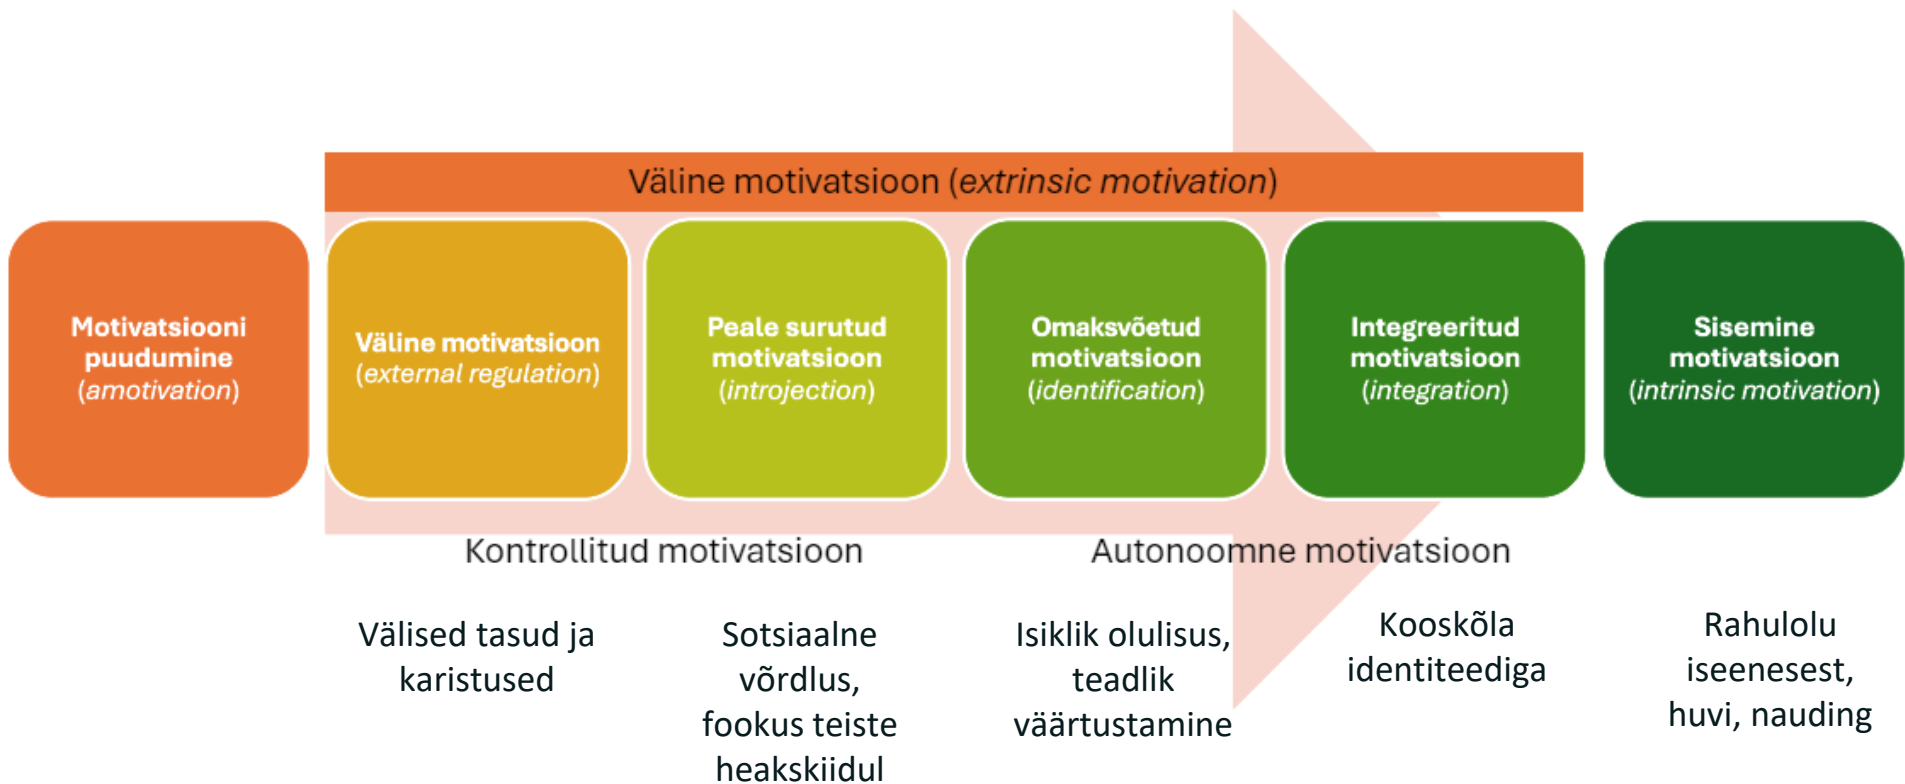 Väline motivatsioon (extrinsic motivation)
Motivatsiooni
puudumine
(amotivation)
Väline motivatsioon
(external regulation)
Peale surutud
motivatsioon
(introjection)
Omaksvõetud
motivatsioon
(identification)
Integreeritud
motivatsioon
(integration)
Sisemine
motivatsioon
(intrinsic motivation)
Kontrollitud motivatsioon
Autonoomne motivatsioon
Välised tasud ja
karistused
Sotsiaalne
võrdlus,
fookus teiste
heakskiidul
Isiklik olulisus,
teadlik
väärtustamine
Kooskõla
identiteediga
Rahulolu
iseenesest,
huvi, nauding